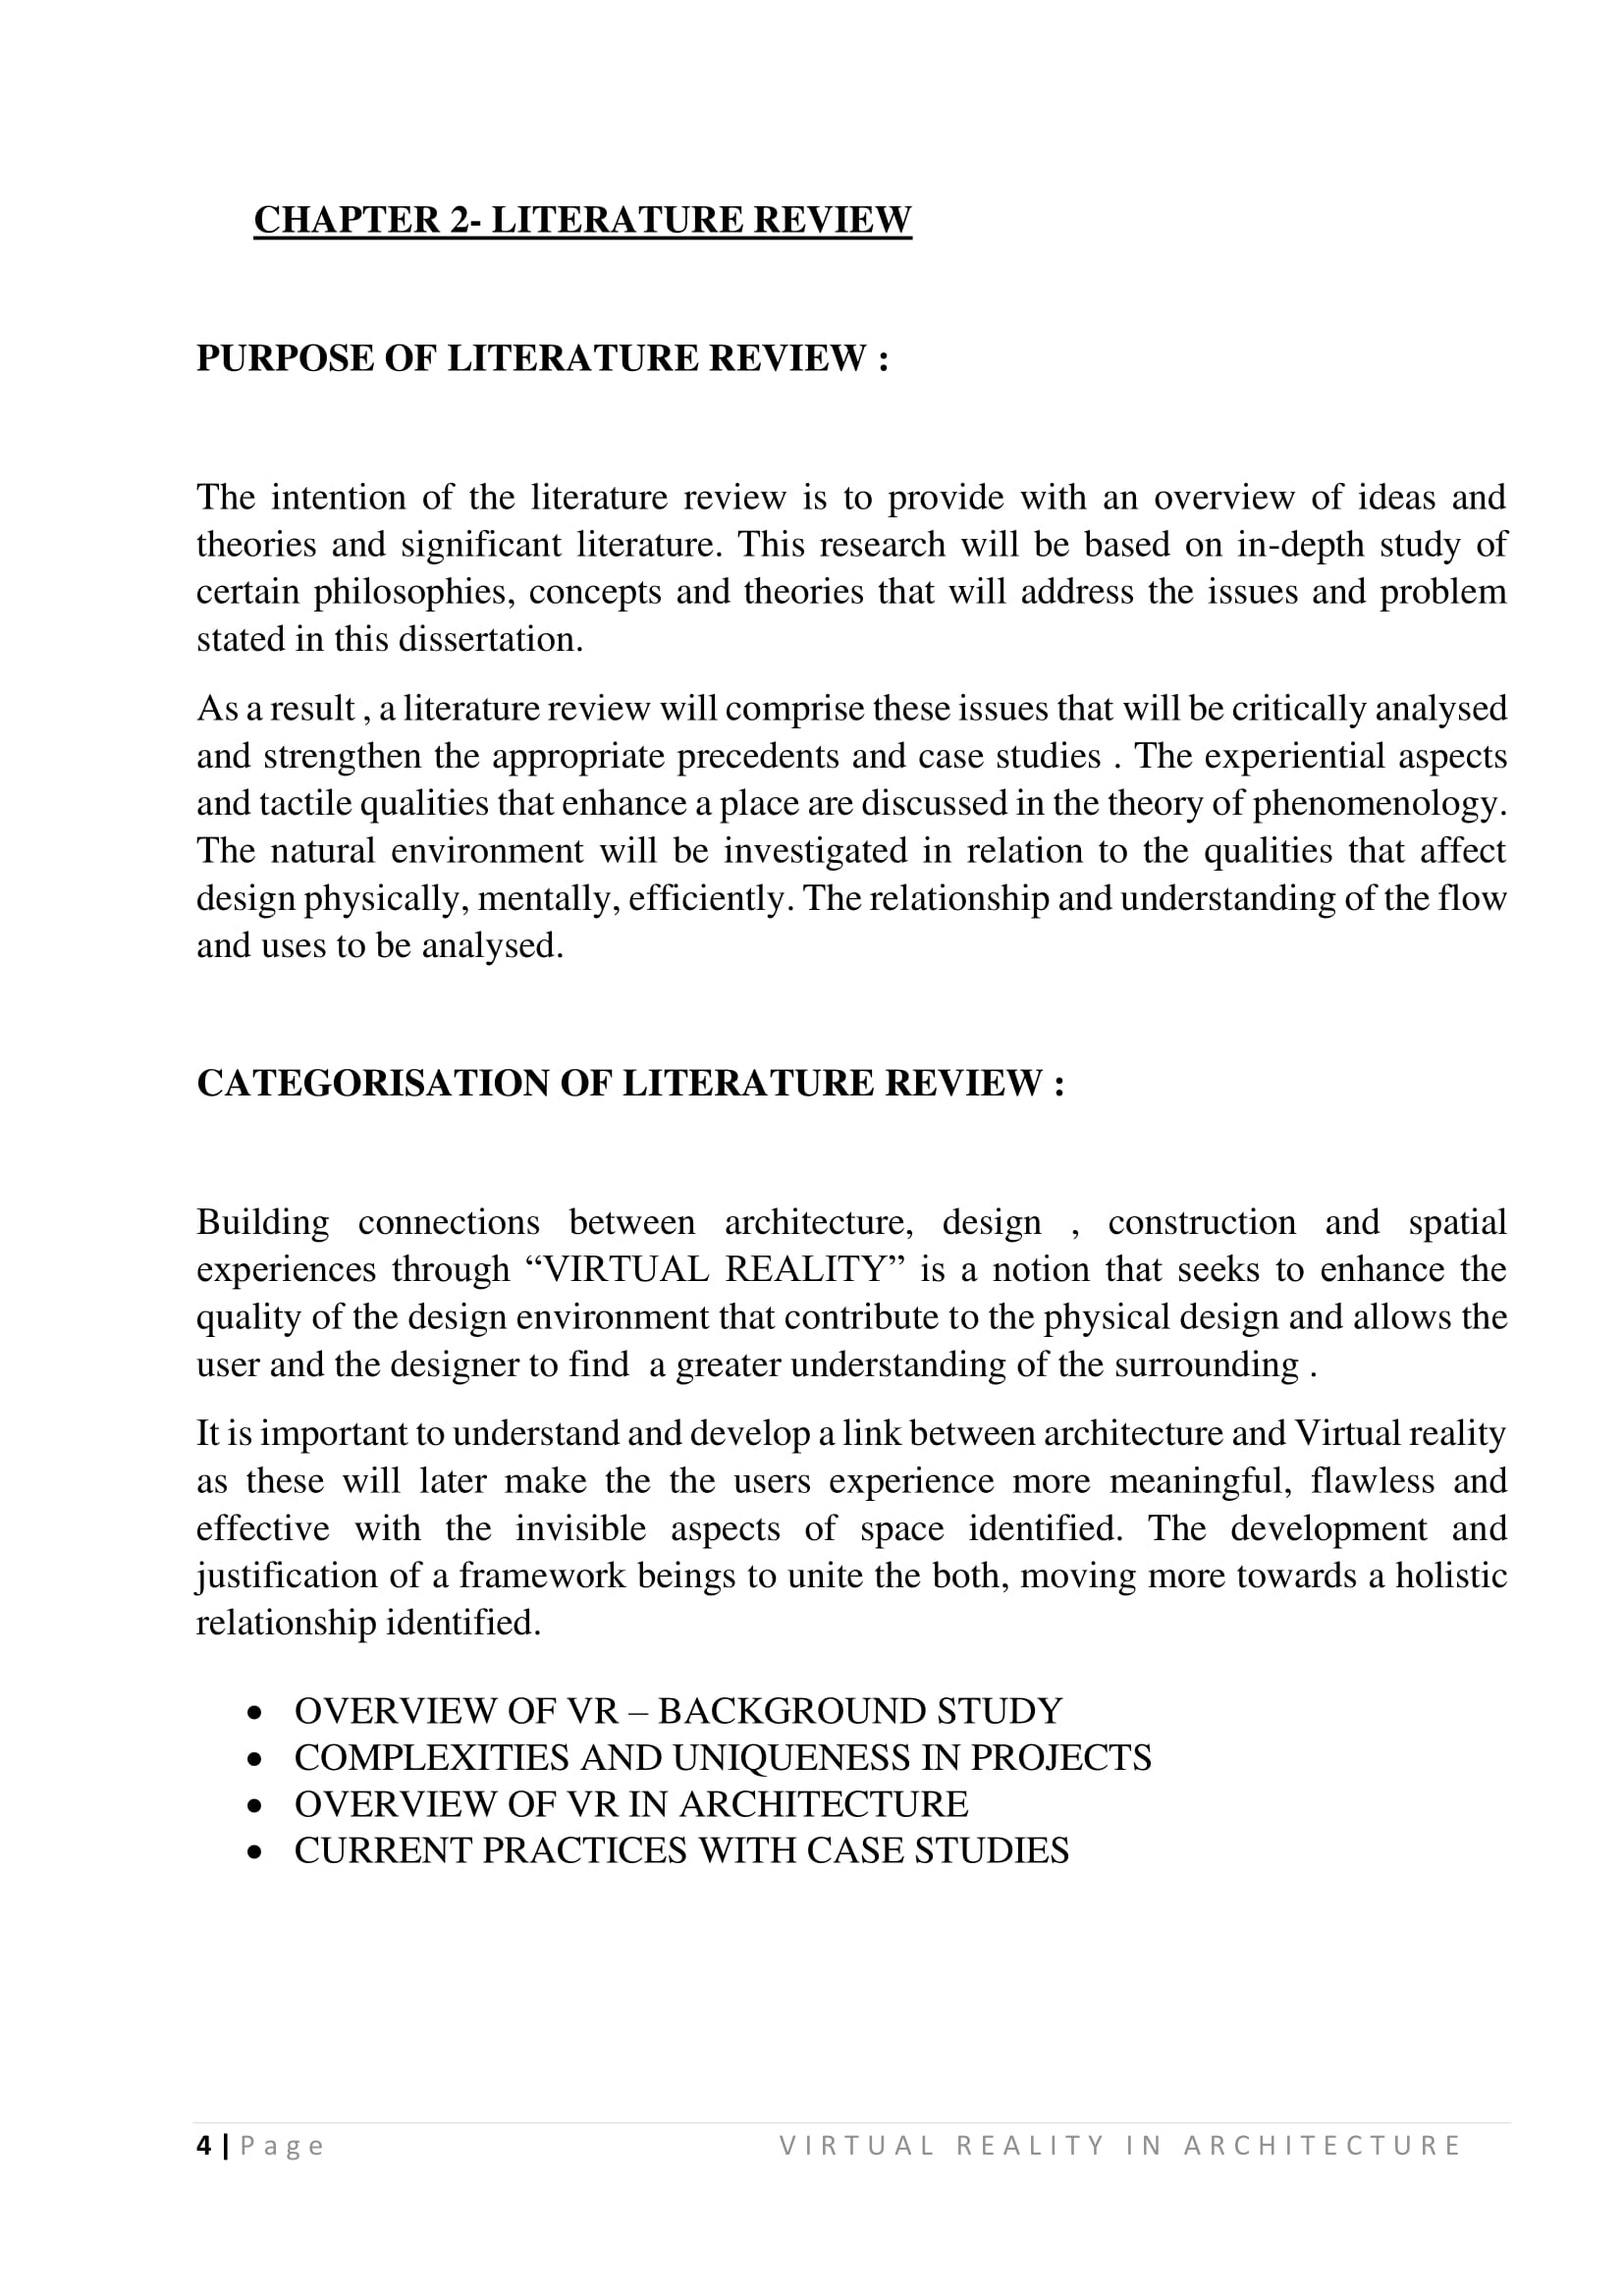 CHAPTER 2- LITERATURE REVIEW
PURPOSE OF LITERATURE REVIEW :
The intention of the literature review is to provide with an overview of ideas and
theories and significant literature. This research will be based on in-depth study of
certain philosophies, concepts and theories that will address the issues and problem
stated in this dissertation.
As a result , a literature review will comprise these issues that will be critically analysed
and strengthen the appropriate precedents and case studies . The experiential aspects
and tactile qualities that enhance a place are discussed in the theory of phenomenology.
The natural environment will be investigated in relation to the qualities that affect
design physically, mentally, efficiently. The relationship and understanding of the flow
and uses to be analysed.
CATEGORISATION OF LITERATURE REVIEW :
Building connections between architecture, design , construction and spatial
experiences through “VIRTUAL REALITY” is a notion that seeks to enhance the
quality of the design environment that contribute to the physical design and allows the
user and the designer to find  a greater understanding of the surrounding .
It is important to understand and develop a link between architecture and Virtual reality
as these will later make the the users experience more meaningful, flawless and
effective with the invisible aspects of space identified. The development and
justification of a framework beings to unite the both, moving more towards a holistic
relationship identified.
• OVERVIEW OF VR – BACKGROUND STUDY
• COMPLEXITIES AND UNIQUENESS IN PROJECTS
• OVERVIEW OF VR IN ARCHITECTURE
• CURRENT PRACTICES WITH CASE STUDIES
4 | Page VIRTUAL REALITY IN ARCHITECTURE